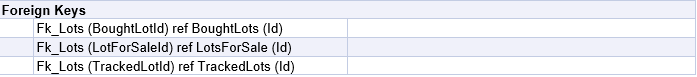 Foreign Keys
Fk_Lots (BoughtLotId) ref BoughtLots (Id)
Fk_Lots (LotForSaleId) ref LotsForSale (Id)
Fk_Lots (TrackedLotId) ref TrackedLots (Id)